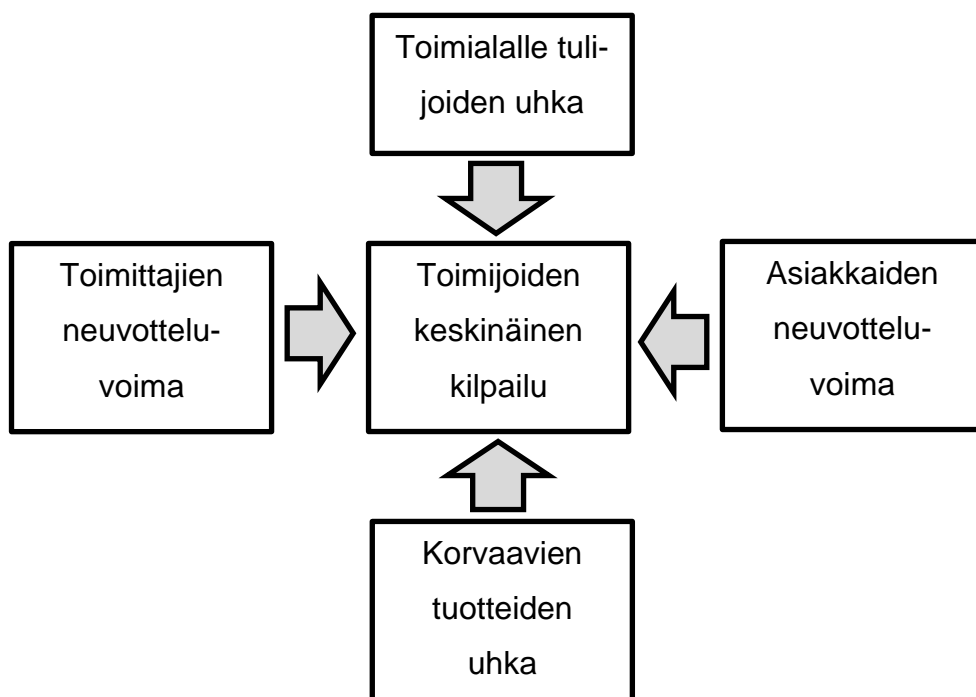 Toimialalle tuli-
joiden uhka
Toimittajien
neuvottelu-
voima
Toimijoiden
keskinäinen
kilpailu
Asiakkaiden
neuvottelu-
voima
Korvaavien
tuotteiden
uhka